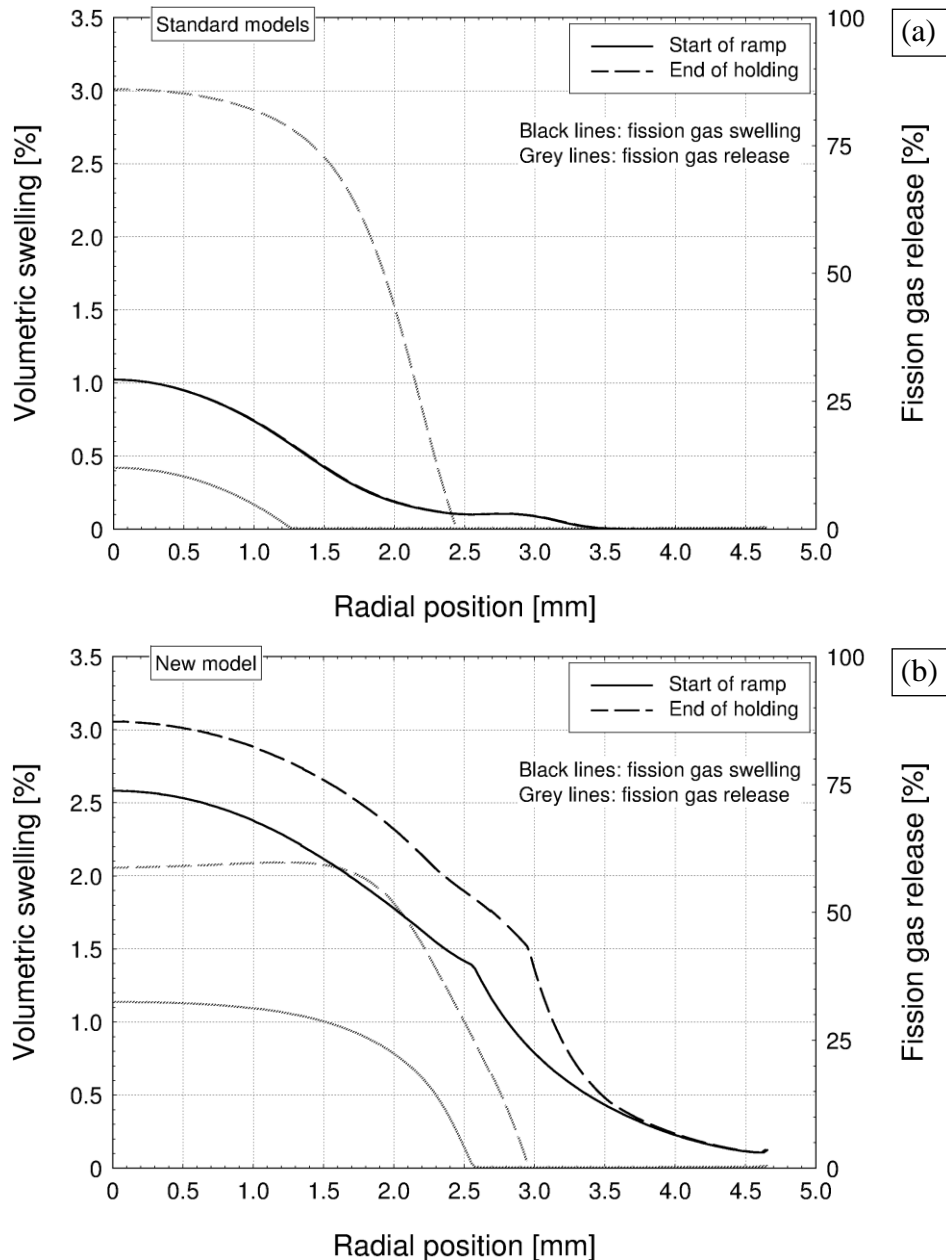 Standard models
(a)
Start of ramp
End of holding
Black lines: fission gas swelling
Grey lines: fission gas release
Volumetric swelling [%]
3.5
3.0
2.5
2.0
1.5
1.0
0.5
0
100
75
50
25
0
Fission gas release [%]
0 0.5 1.0 1.5 2.0 2.5 3.0 3.5 4.0 4.5 5.0
Radial position [mm]
New model
(b)
Start of ramp
End of holding
Black lines: fission gas swelling
Grey lines: fission gas release
Volumetric swelling [%]
3.5
3.0
2.5
2.0
1.5
1.0
0.5
0
100
75
50
25
0
Fission gas release [%]
0 0.5 1.0 1.5 2.0 2.5 3.0 3.5 4.0 4.5 5.0
Radial position [mm]